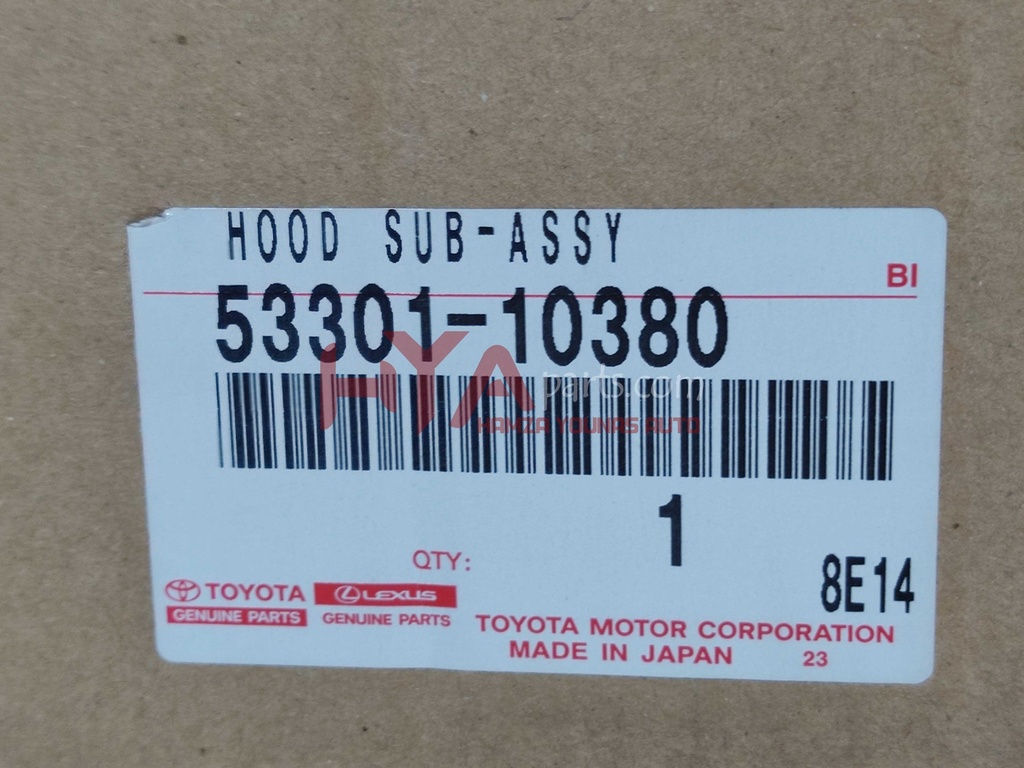 HOOD SUB-ASSY
BI
53301-10380
HYA parts.com
HAMZA YOUNAS AUTO
1
QTY:
8E14
TOYOTA LEXUS
GENUINE PARTS GENUINE PARTS
TOYOTA MOTOR CORPORATION
MADE IN JAPAN 23